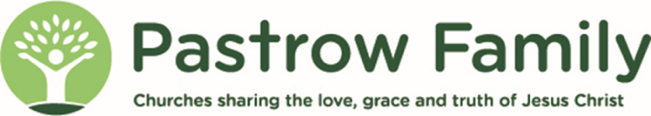 Pastrow Family
Churches sharing the love, grace and truth of Jesus Christ